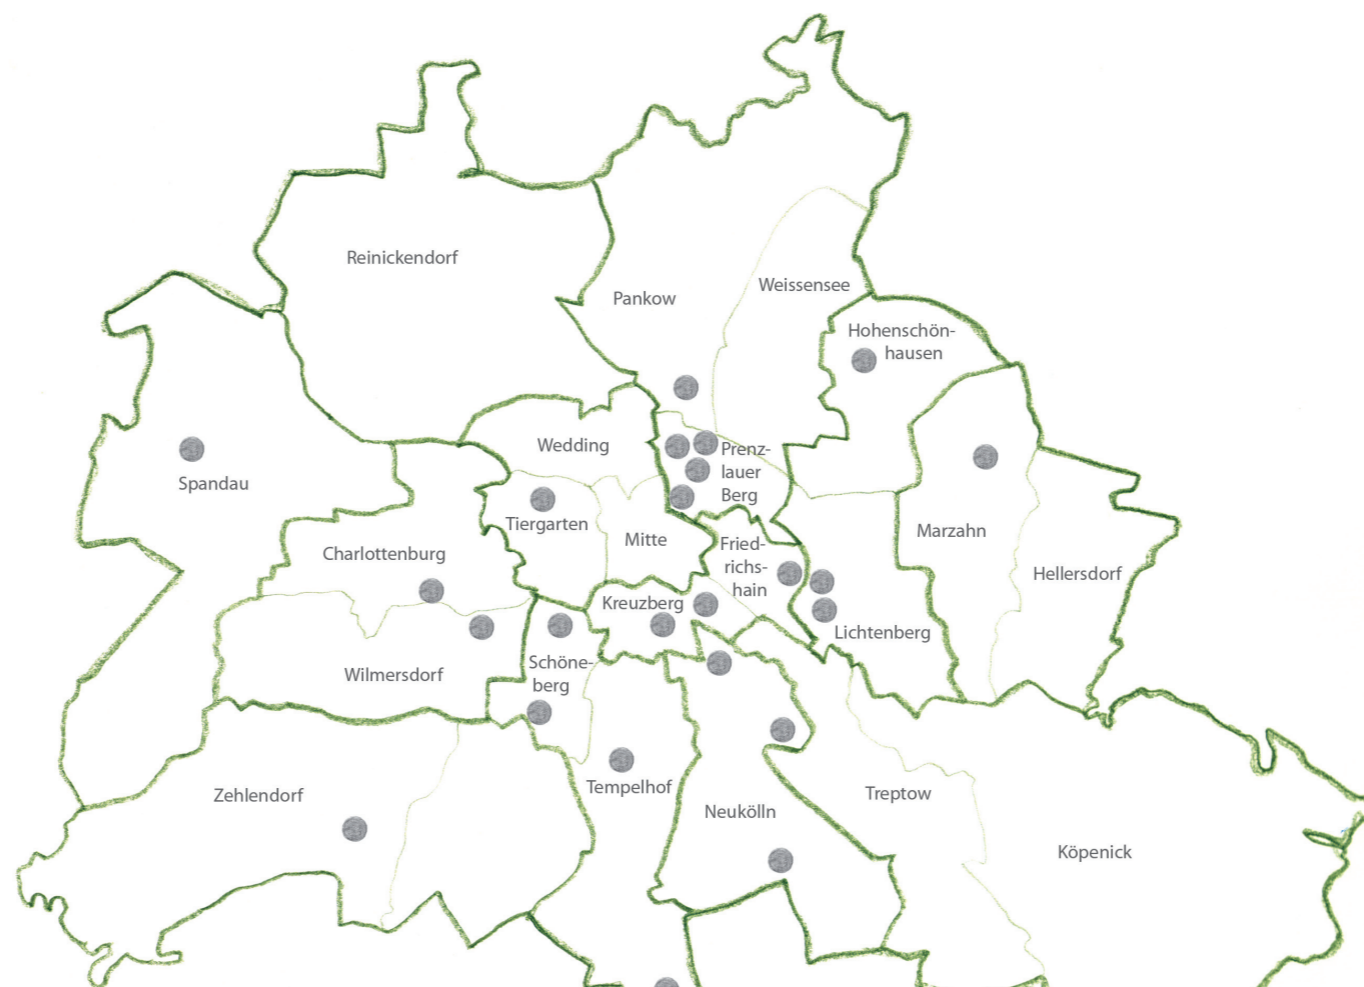 Reinickendorf
Weissensee
Pankow
Hohenschön-
hausen
Wedding
Prenz-
lauer
Berg
Spandau
Tiergarten
Mitte
Fried-
richs-
hain
Marzahn
Charlottenburg
Hellersdorf
Kreuzberg
Lichtenberg
Schöne-
berg
Wilmersdorf
Tempelhof
Zehlendorf
Treptow
Neukölln
Köpenick